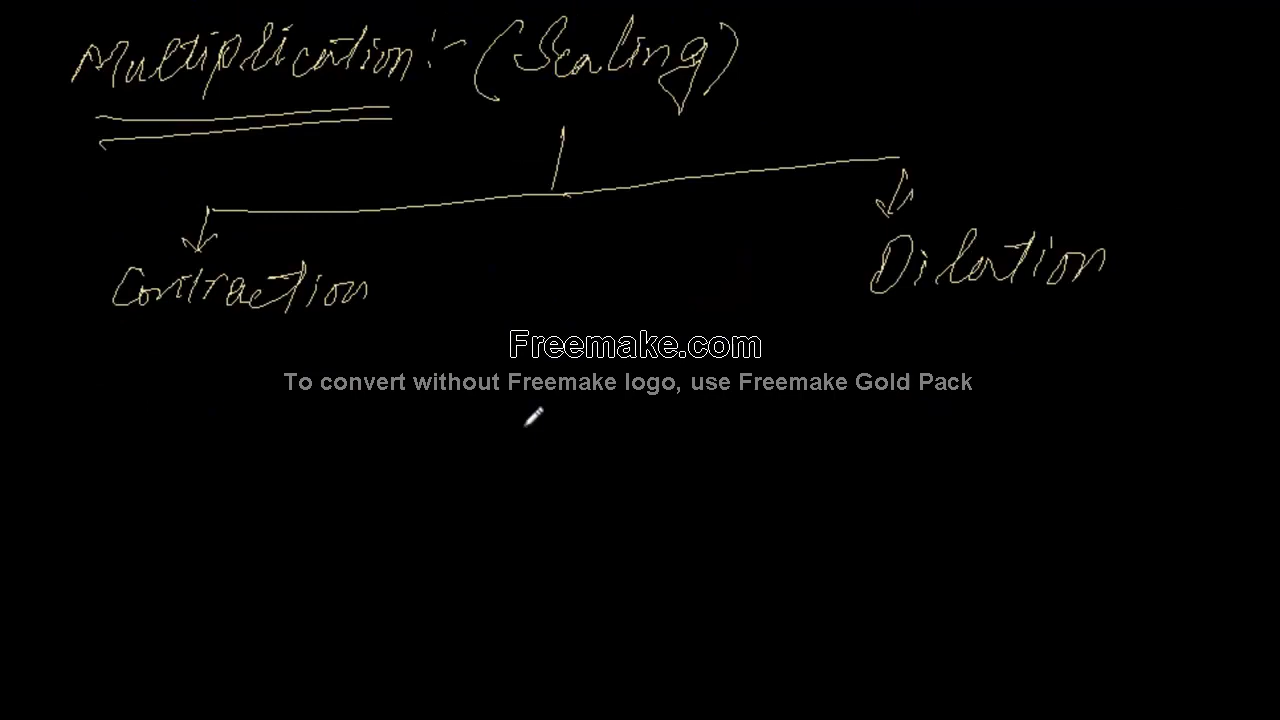 Multiplication :- (Scaling)
Contraction
Dilation
Freemake.com
To convert without Freemake logo, use Freemake Gold Pack